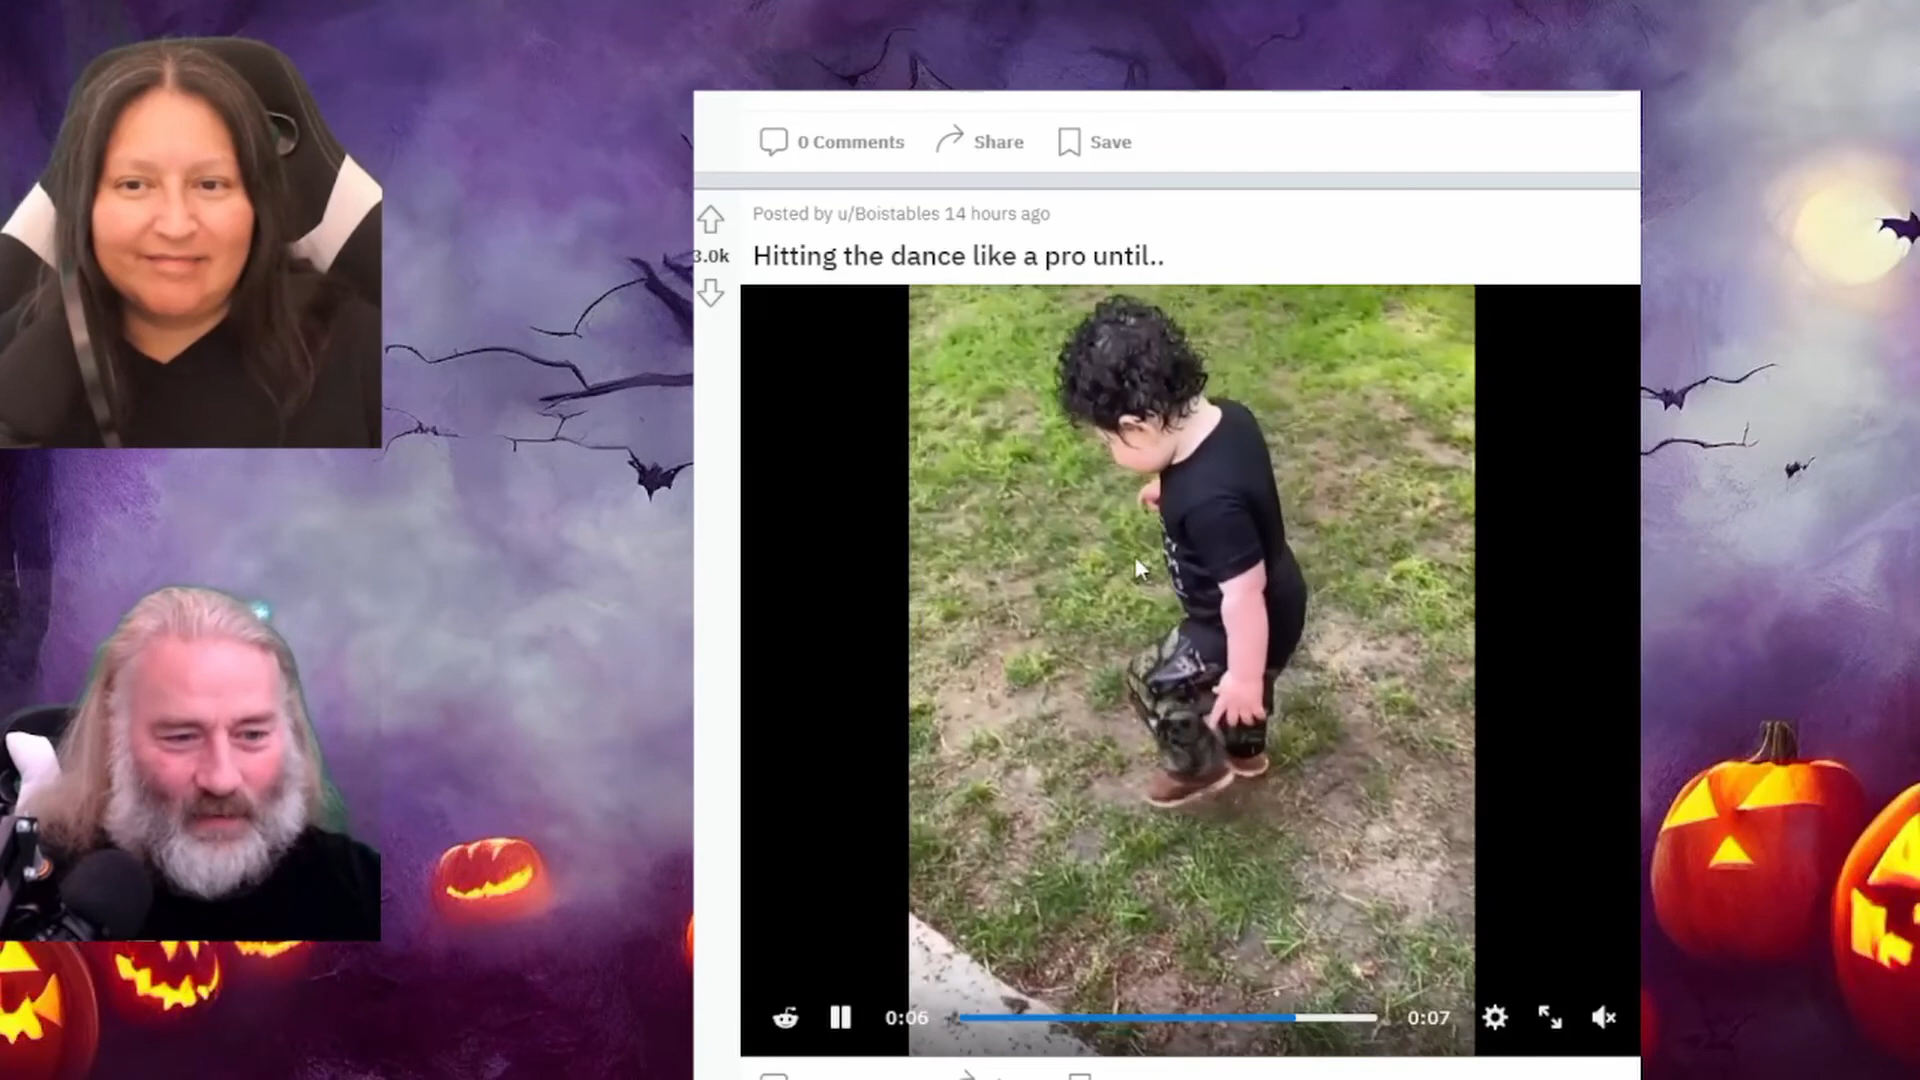 0 Comments Share Save
Posted by u/Boistables 14 hours ago
3.0k
Hitting the dance like a pro until..
0:06 0:07